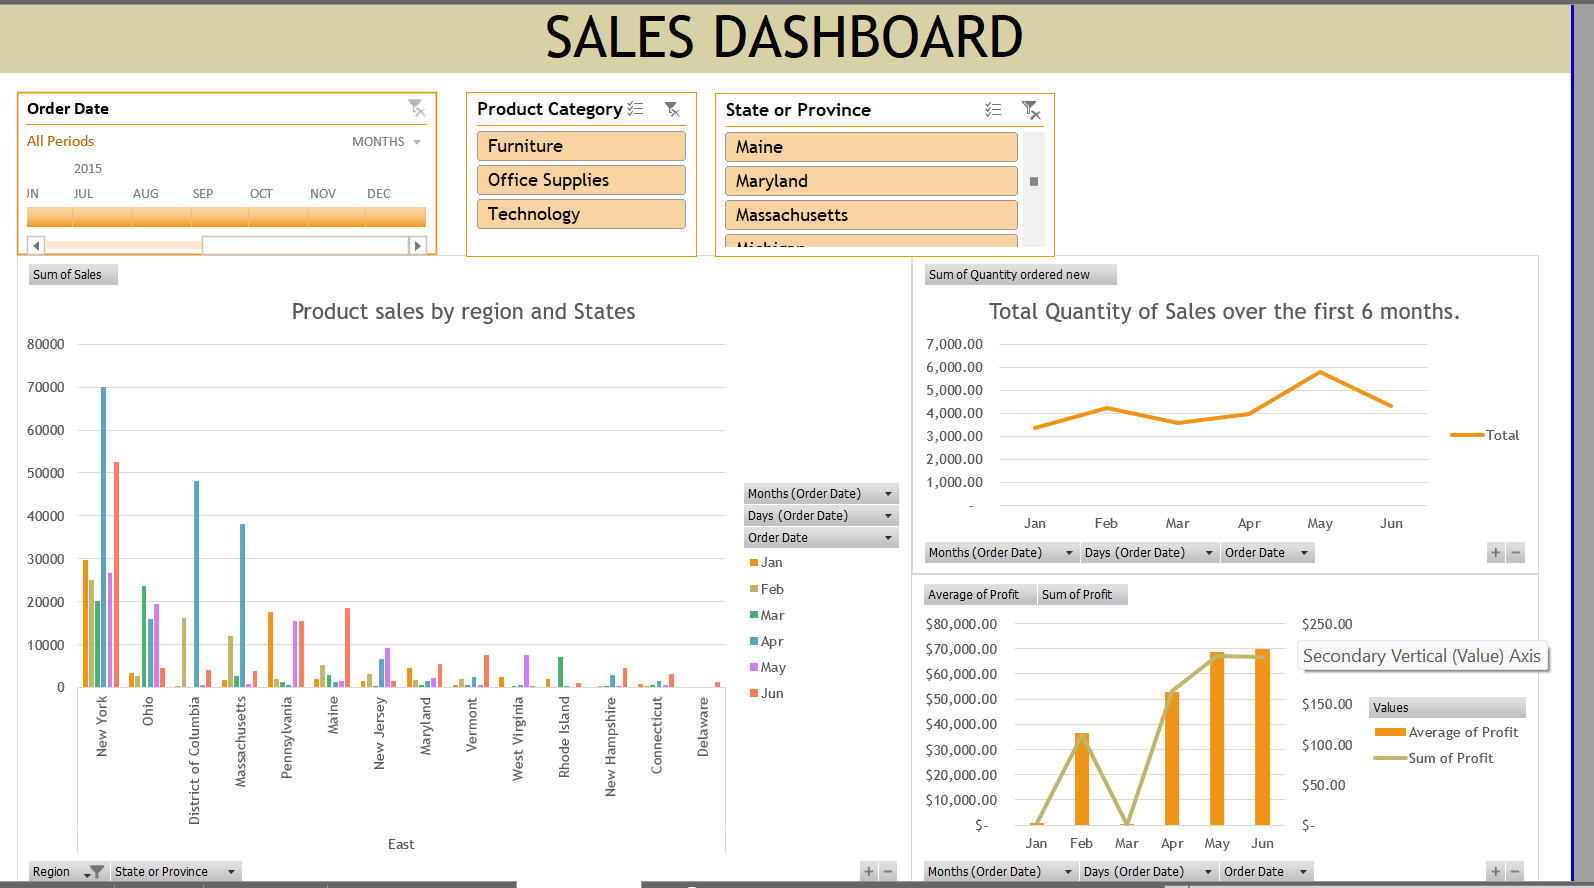 SALES DASHBOARD
Order Date
All Periods
MONTHS
2015
JUL AUG SEP OCT NOV DEC
Product Category
Furniture
Office Supplies
Technology
State or Province
Maine
Maryland
Massachusetts
Michigan
Sum of Sales
Product sales by region and States
80000
70000
60000
50000
40000
30000
20000
10000
0
New York
Ohio
District of Columbia
Massachusetts
Pennsylvania
Maine
New Jersey
Maryland
Vermont
West Virginia
Rhode Island
New Hampshire
Connecticut
Delaware
East
Months (Order Date)
Days (Order Date)
Order Date
Jan
Feb
Mar
Apr
May
Jun
Region
State or Province
Sum of Quantity ordered new
Total Quantity of Sales over the first 6 months.
7,000.00
6,000.00
5,000.00
4,000.00
3,000.00
2,000.00
1,000.00
-
Jan Feb Mar Apr May Jun
Total
Months (Order Date) Days (Order Date) Order Date
Average of Profit Sum of Profit
$80,000.00
$70,000.00
$60,000.00
$50,000.00
$40,000.00
$30,000.00
$20,000.00
$10,000.00
$-
$250.00
Secondary Vertical (Value) Axis
$150.00
$100.00
$50.00
$-
Jan Feb Mar Apr May Jun
Values
Average of Profit
Sum of Profit
Months (Order Date) Days (Order Date) Order Date